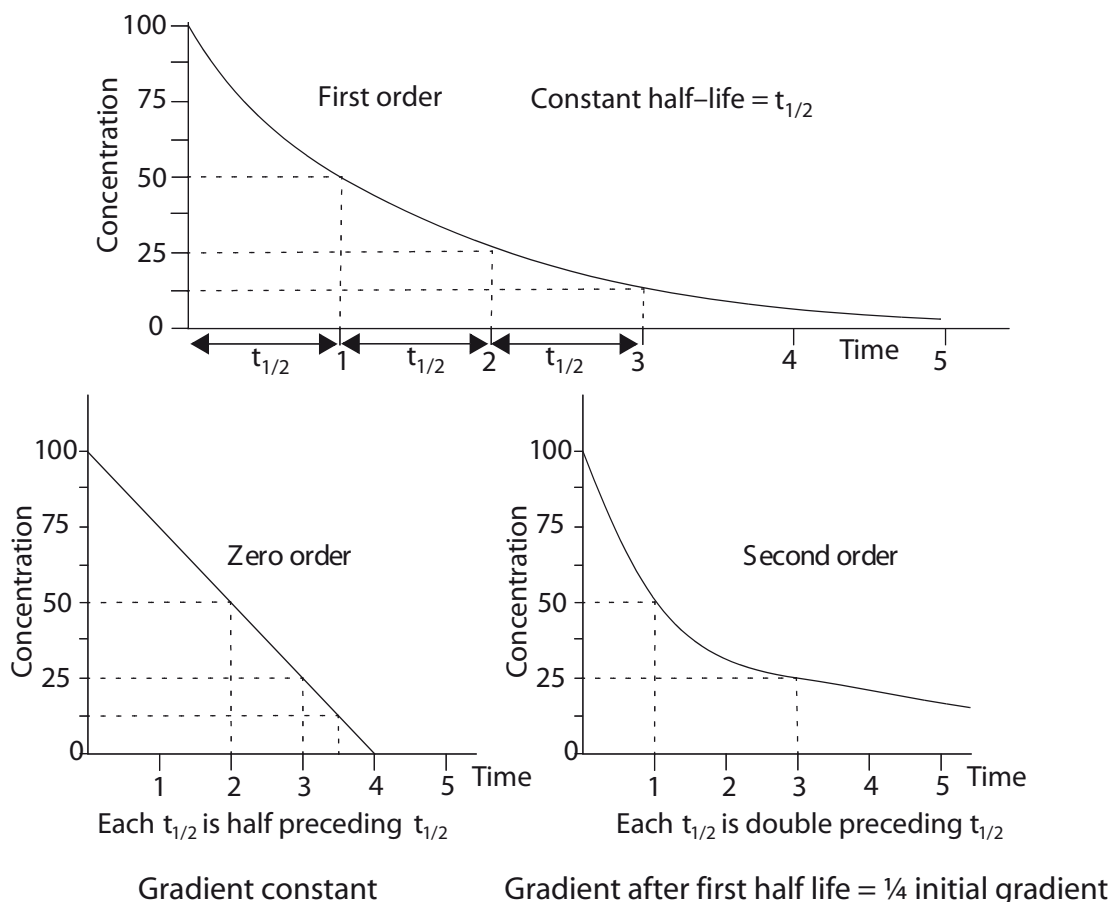 100
75
50
25
0
Concentration
First order
Constant half–life = t1/2
t1/2
1
t1/2
2
t1/2
3
4
Time
5
100
75
50
25
0
Concentration
Zero order
1
2
3
4
5
Time
Each t1/2 is half preceding t1/2
Gradient constant
100
75
50
25
0
Concentration
Second order
1
2
3
4
5
Time
Each t1/2 is double preceding t1/2
Gradient after first half life = ¼ initial gradient